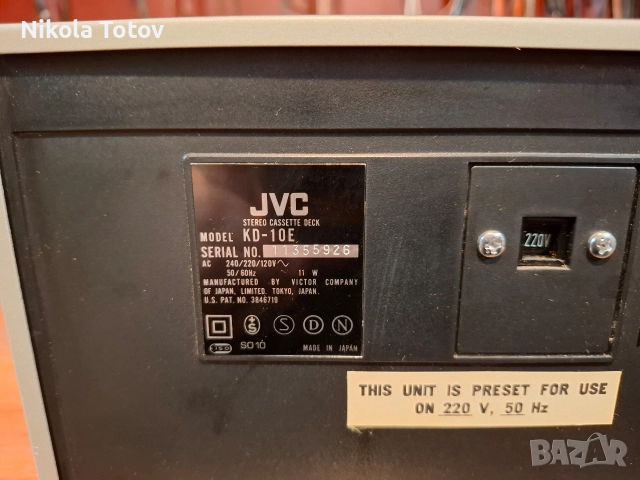 Nikola Totov
JVC
STEREO CASSETTE DECK
MODEL KD-10E
SERIAL NO. 11355926
AC 240/220/120V～
50/60Hz 11 W
MANUFACTURED BY VICTOR COMPANY
OF JAPAN, LIMITED. TOKYO, JAPAN.
U.S. PAT. NO. 3846719
S D N
SO10
MADE IN JAPAN
220V
THIS UNIT IS PRESET FOR USE
ON 220 V, 50 Hz
BAZAR